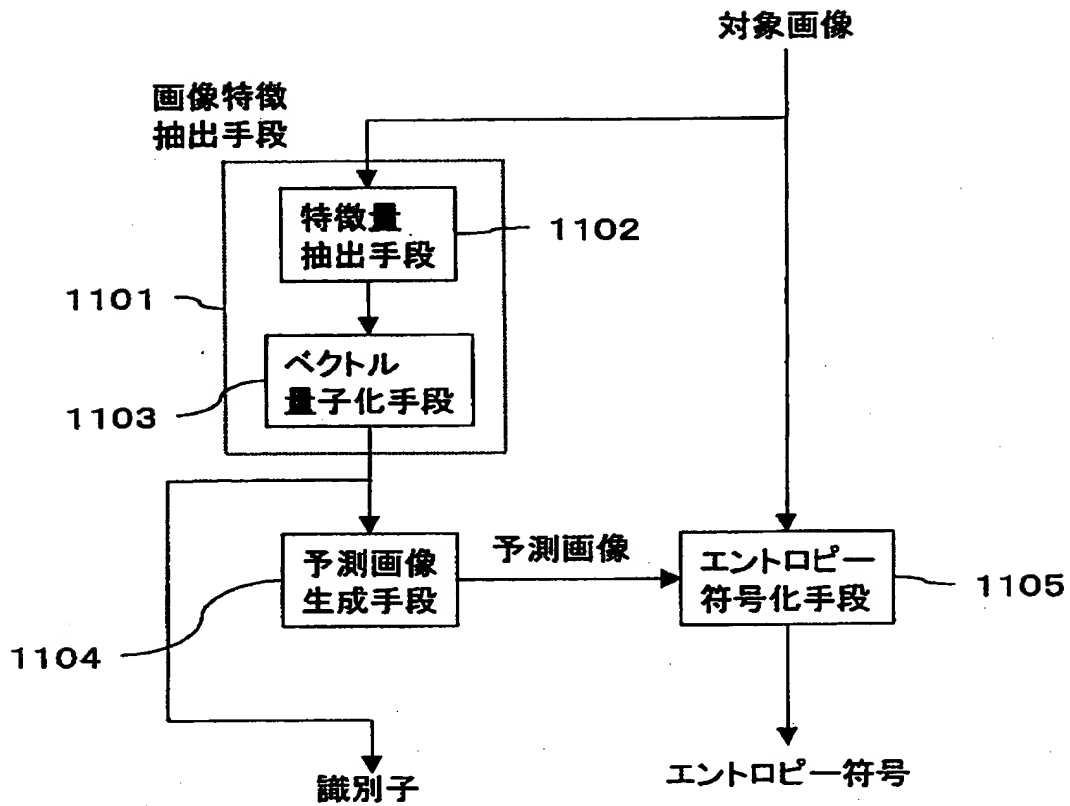 対象画像
画像特徴
抽出手段
特徴量
抽出手段
1102
1101
ベクトル
量子化手段
1103
予測画像
生成手段
予測画像
エントロピー
符号化手段
1105
1104
識別子
エントロピー符号